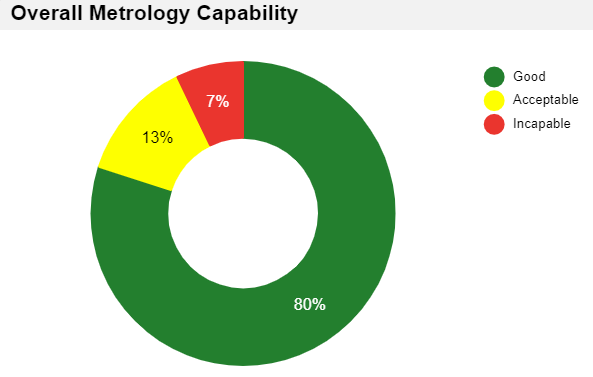 Overall Metrology Capability
Good
Acceptable
Incapable
7%
13%
80%